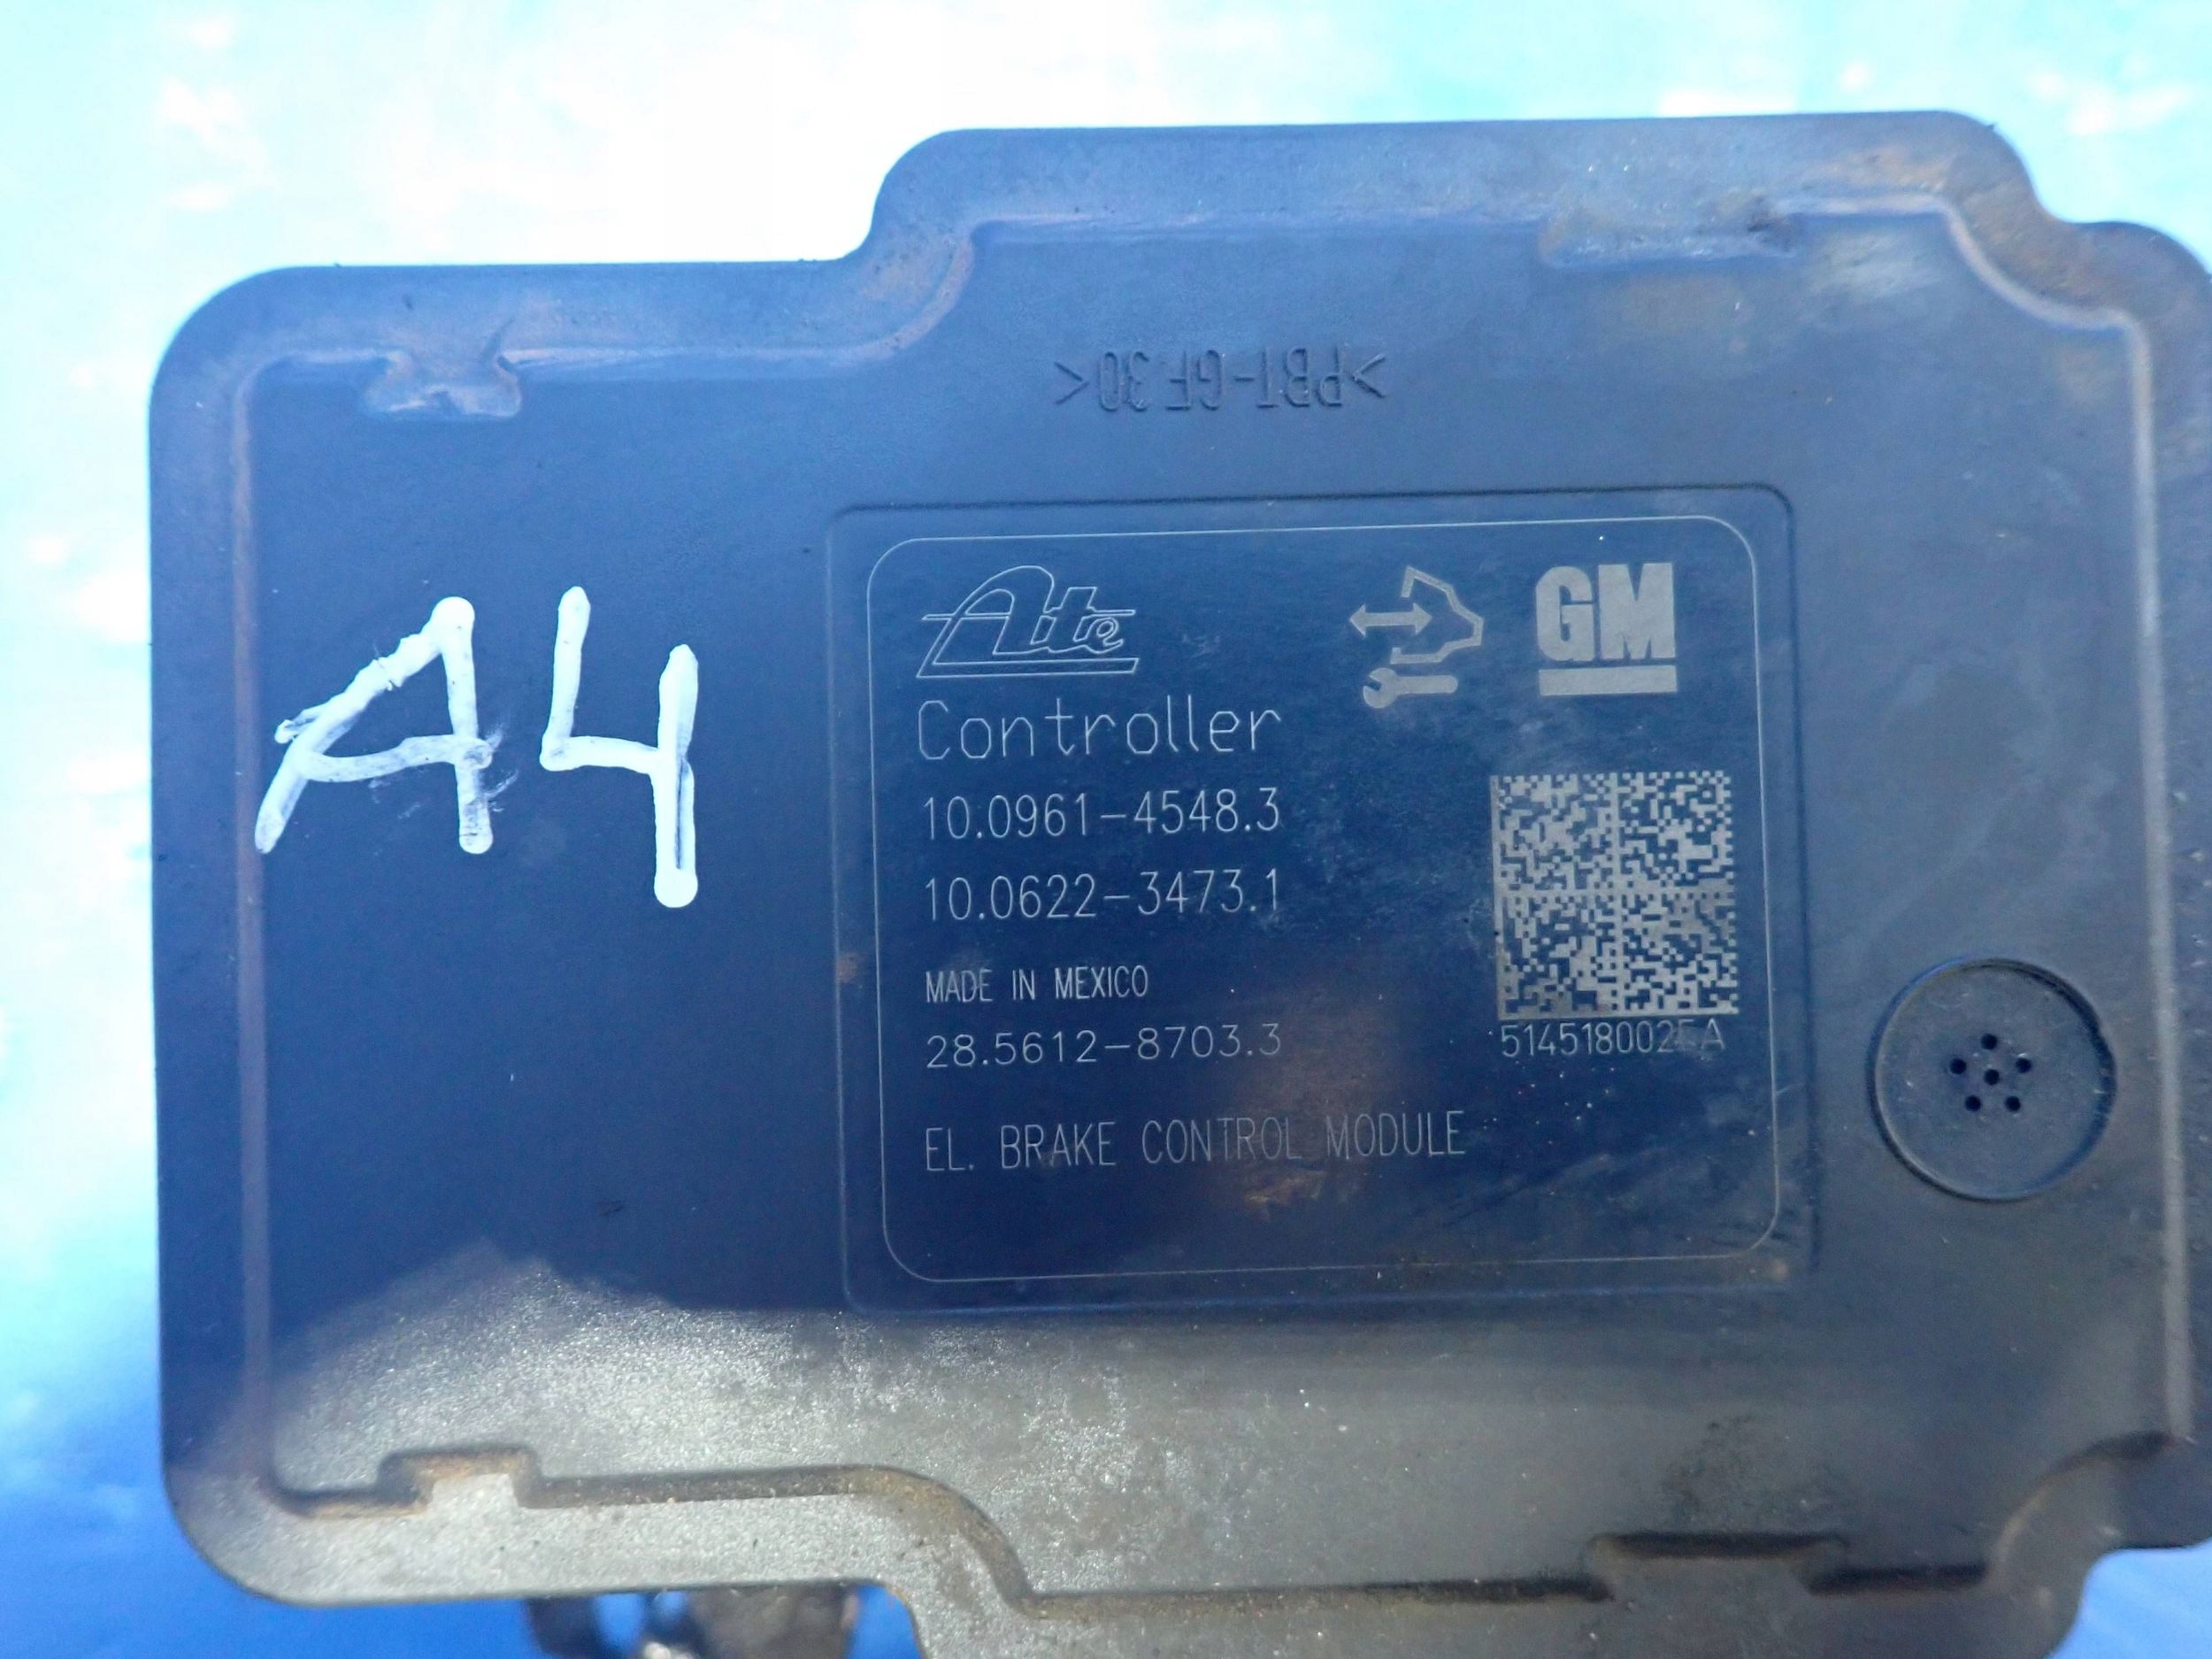 >PBT-GF30<
A4
Ate
GM
Controller
10.0961-4548.3
10.0622-3473.1
MADE IN MEXICO
28.5612-8703.3
EL. BRAKE CONTROL MODULE